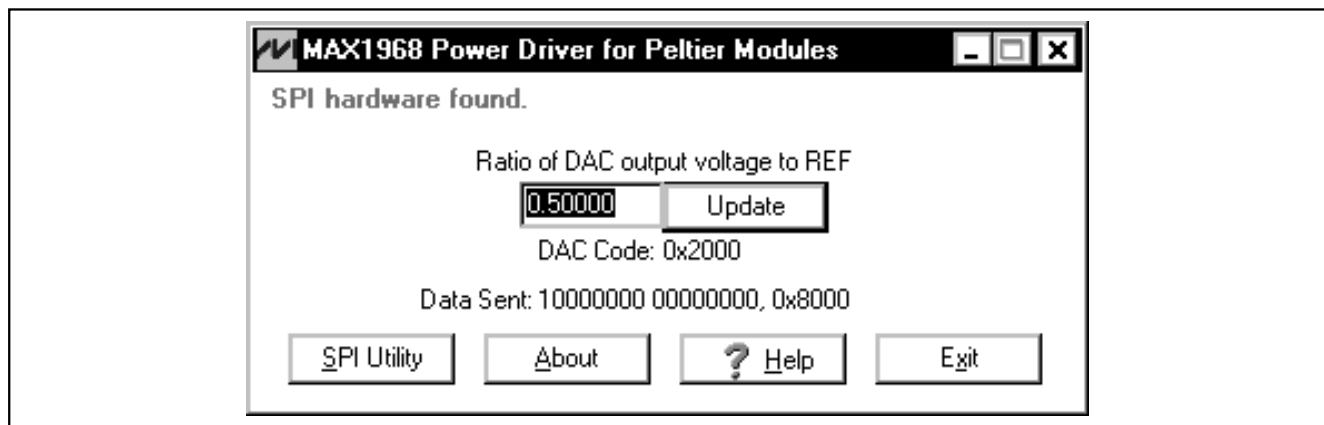 MAX1968 Power Driver for Peltier Modules
SPI hardware found.
Ratio of DAC output voltage to REF
0.50000 Update
DAC Code: 0x2000
Data Sent: 10000000 00000000, 0x8000
SPI Utility About ? Help Exit